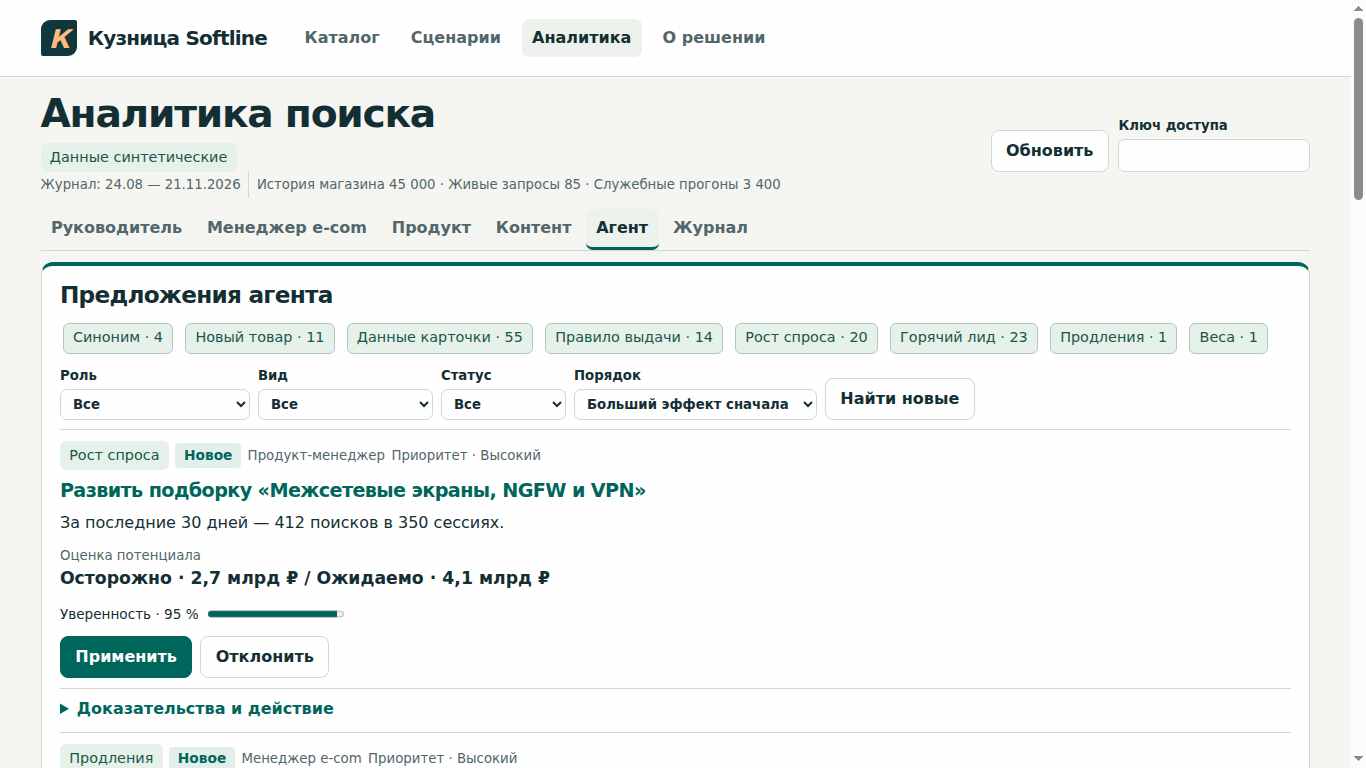 К Кузница Softline Каталог Сценарии Аналитика О решении
Аналитика поиска
Данные синтетические
Журнал: 24.08 — 21.11.2026 История магазина 45 000 · Живые запросы 85 · Служебные прогоны 3 400
Обновить
Ключ доступа
Руководитель Менеджер e-com Продукт Контент Агент Журнал
Предложения агента
Синоним · 4 Новый товар · 11 Данные карточки · 55 Правило выдачи · 14 Рост спроса · 20 Горячий лид · 23 Продления · 1 Веса · 1
Роль Вид Статус Порядок
Все Все Все Больший эффект сначала Найти новые
Рост спроса Новое Продукт-менеджер Приоритет · Высокий
Развить подборку «Межсетевые экраны, NGFW и VPN»
За последние 30 дней — 412 поисков в 350 сессиях.
Оценка потенциала
Осторожно · 2,7 млрд ₽ / Ожидаемо · 4,1 млрд ₽
Уверенность · 95 %
Применить Отклонить
Доказательства и действие
Продления Новое Менеджер e-com Приоритет · Высокий